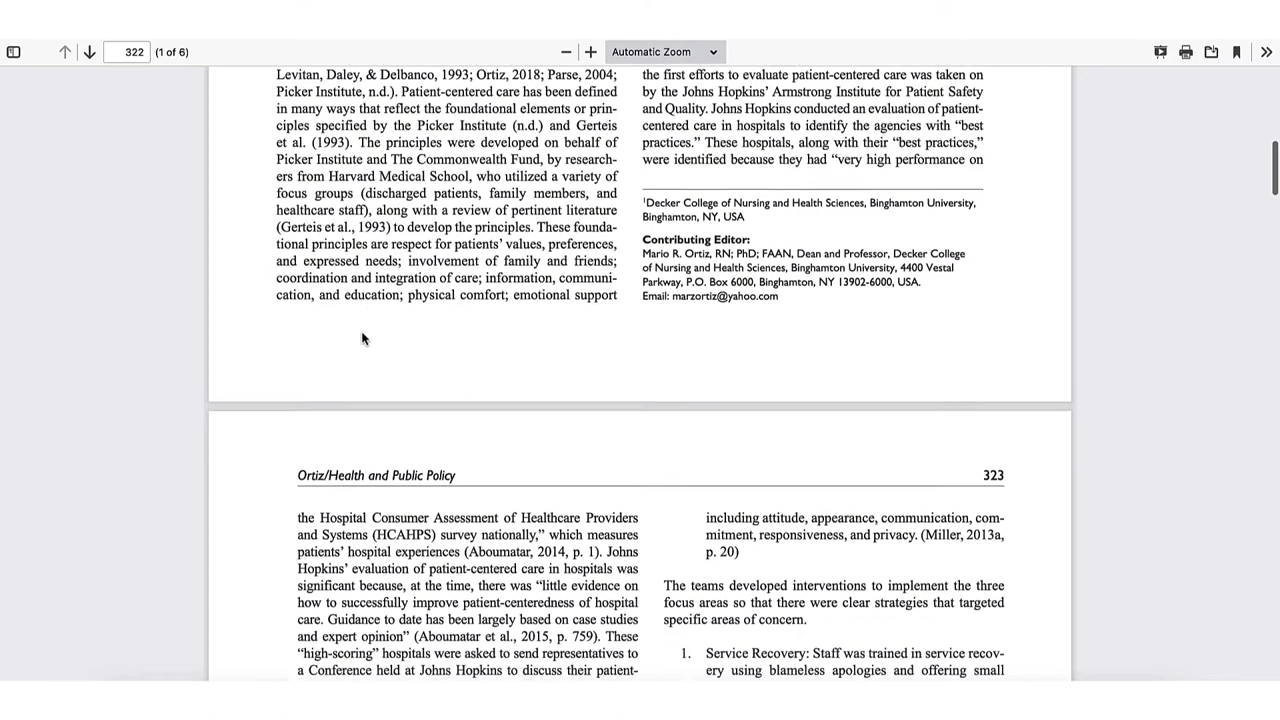 322 (1 of 6) Automatic Zoom
Levitan, Daley, & Delbanco, 1993; Ortiz, 2018; Parse, 2004;
Picker Institute, n.d.). Patient-centered care has been defined
in many ways that reflect the foundational elements or prin-
ciples specified by the Picker Institute (n.d.) and Gerteis
et al. (1993). The principles were developed on behalf of
Picker Institute and The Commonwealth Fund, by research-
ers from Harvard Medical School, who utilized a variety of
focus groups (discharged patients, family members, and
healthcare staff), along with a review of pertinent literature
(Gerteis et al., 1993) to develop the principles. These founda-
tional principles are respect for patients’ values, preferences,
and expressed needs; involvement of family and friends;
coordination and integration of care; information, communi-
cation, and education; physical comfort; emotional support
the first efforts to evaluate patient-centered care was taken on
by the Johns Hopkins’ Armstrong Institute for Patient Safety
and Quality. Johns Hopkins conducted an evaluation of patient-
centered care in hospitals to identify the agencies with “best
practices.” These hospitals, along with their “best practices,”
were identified because they had “very high performance on
1Decker College of Nursing and Health Sciences, Binghamton University,
Binghamton, NY, USA
Contributing Editor:
Mario R. Ortiz, RN; PhD; FAAN, Dean and Professor, Decker College
of Nursing and Health Sciences, Binghamton University, 4400 Vestal
Parkway, P.O. Box 6000, Binghamton, NY 13902-6000, USA.
Email: marzortiz@yahoo.com
Ortiz/Health and Public Policy 323
the Hospital Consumer Assessment of Healthcare Providers
and Systems (HCAHPS) survey nationally,” which measures
patients’ hospital experiences (Aboumatar, 2014, p. 1). Johns
Hopkins’ evaluation of patient-centered care in hospitals was
significant because, at the time, there was “little evidence on
how to successfully improve patient-centeredness of hospital
care. Guidance to date has been largely based on case studies
and expert opinion” (Aboumatar et al., 2015, p. 759). These
“high-scoring” hospitals were asked to send representatives to
a Conference held at Johns Hopkins to discuss their patient-
including attitude, appearance, communication, com-
mitment, responsiveness, and privacy. (Miller, 2013a,
p. 20)
The teams developed interventions to implement the three
focus areas so that there were clear strategies that targeted
specific areas of concern.
1. Service Recovery: Staff was trained in service recov-
ery using blameless apologies and offering small